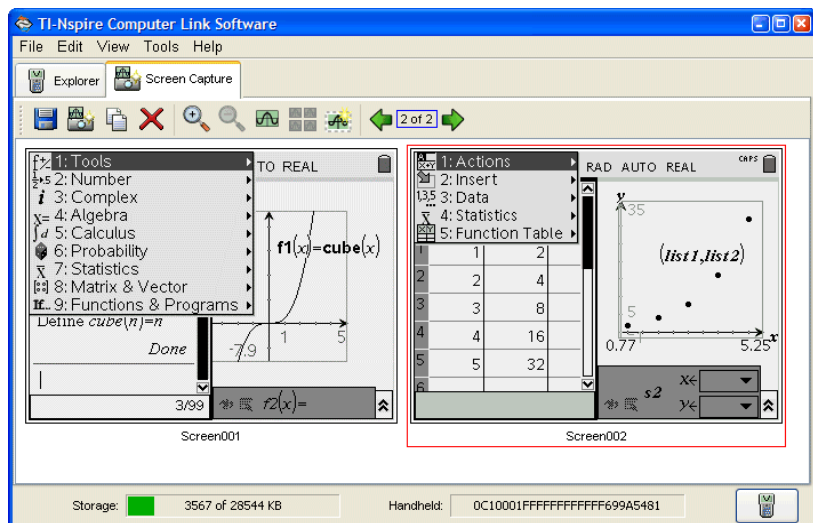 TI-Nspire Computer Link Software
File Edit View Tools Help
Explorer Screen Capture
2 of 2
1: Tools
2: Number
3: Complex
4: Algebra
5: Calculus
6: Probability
7: Statistics
8: Matrix & Vector
9: Functions & Programs
TO REAL
f1(x)=cube(x)
Define cube(n)=n
Done
-7.9
1
5
3/99
f2(x)=
Screen001
1: Actions
2: Insert
3: Data
4: Statistics
5: Function Table
RAD AUTO REAL
CAPS
1 1 2
2 2 4
3 3 8
4 4 16
5 5 32
6
y
35
(list1,list2)
5
0.77
5.25
x
s2
x←
y←
Screen002
Storage: 3567 of 28544 KB
Handheld: 0C10001FFFFFFFFFFFF699A5481